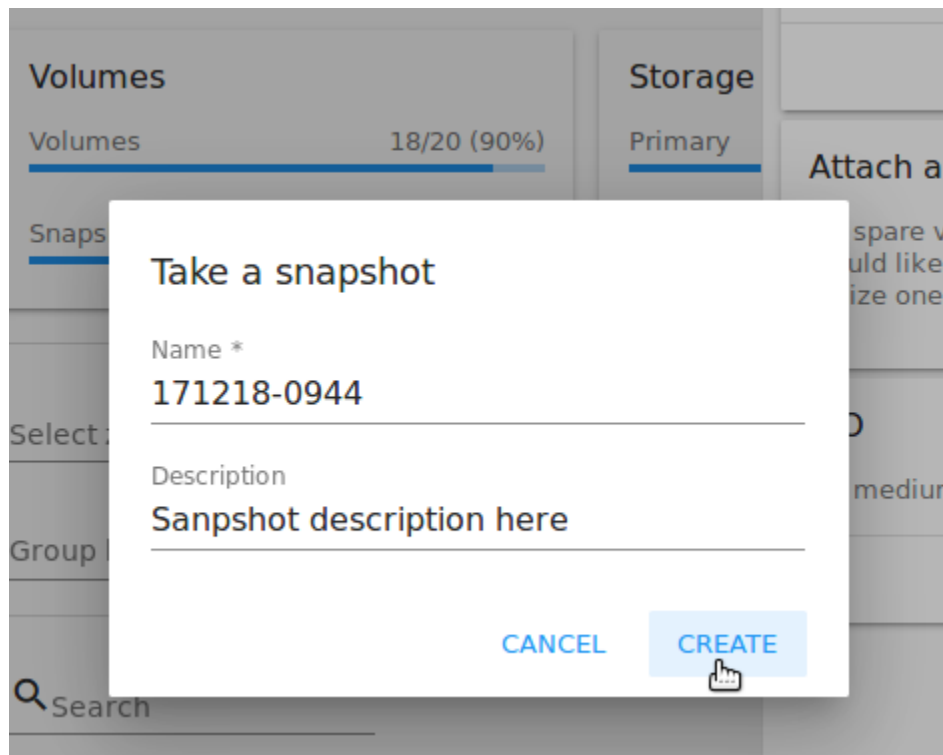 Volumes
Storage
Volumes 18/20 (90%)
Primary
Attach a
Snaps
spare
uld like
ize one
Take a snapshot
Name *
171218-0944
Select
Description
Sanpshot description here
Group
medium
CANCEL
CREATE
Search